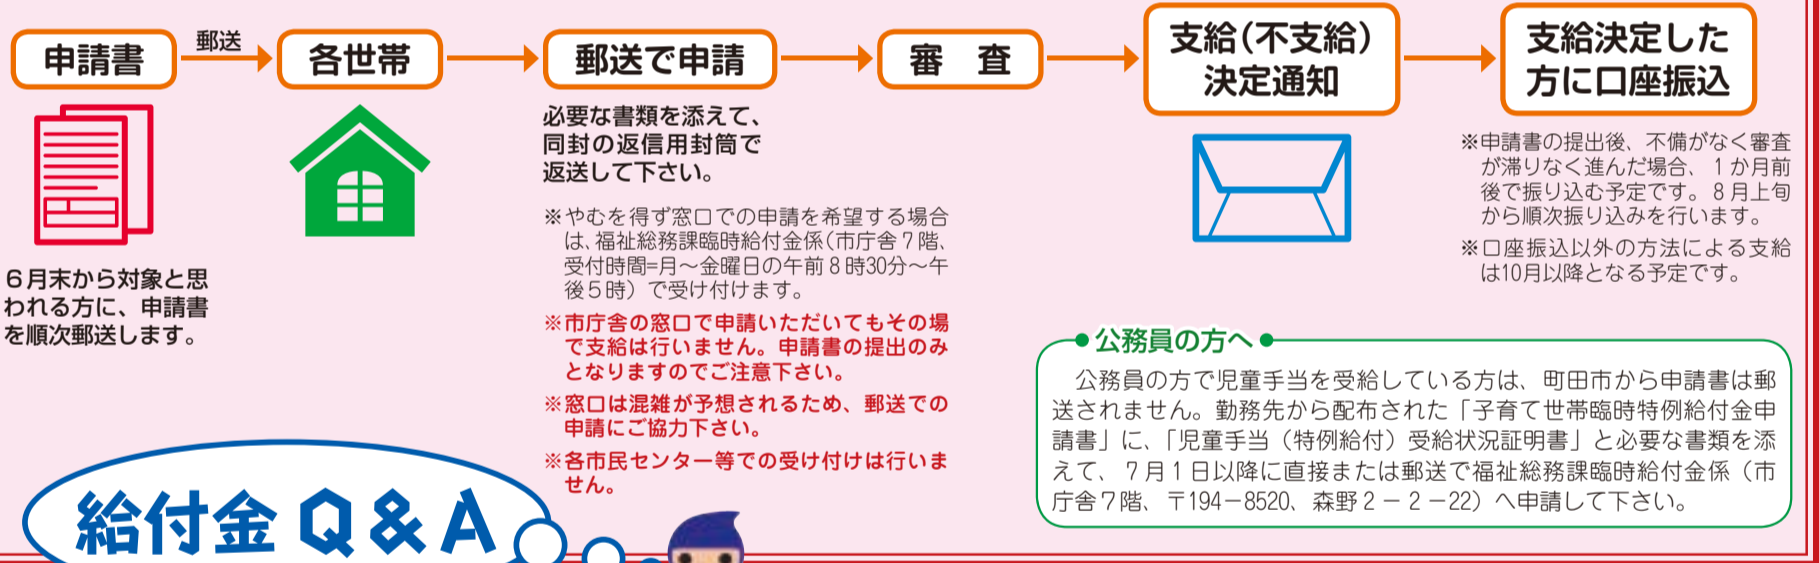 申請書
郵送
各世帯
郵送で申請
審　査
支給(不支給)
決定通知
支給決定した
方に口座振込
6月末から対象と思
われる方に、申請書
を順次郵送します。
必要な書類を添えて、
同封の返信用封筒で
返送して下さい。
※やむを得ず窓口での申請を希望する場合
は、福祉総務課臨時給付金係（市庁舎7階、
受付時間=月～金曜日の午前8時30分～午
後5時）で受け付けます。
※市庁舎の窓口で申請いただいてもその場
で支給は行いません。申請書の提出のみ
となりますのでご注意下さい。
※窓口は混雑が予想されるため、郵送での
申請にご協力下さい。
※各市民センター等での受け付けは行いま
せん。
※申請書の提出後、不備がなく審査
が滞りなく進んだ場合、1か月前
後で振り込む予定です。8月上旬
から順次振り込みを行います。
※口座振込以外の方法による支給
は10月以降となる予定です。
公務員の方へ
　公務員の方で児童手当を受給している方は、町田市から申請書は郵
送されません。勤務先から配布された「子育て世帯臨時特例給付金申
請書」に、「児童手当（特例給付）受給状況証明書」と必要な書類を添
えて、7月1日以降に直接または郵送で福祉総務課臨時給付金係（市
庁舎7階、〒194－8520、森野2－2－22）へ申請して下さい。
給付金Q&A